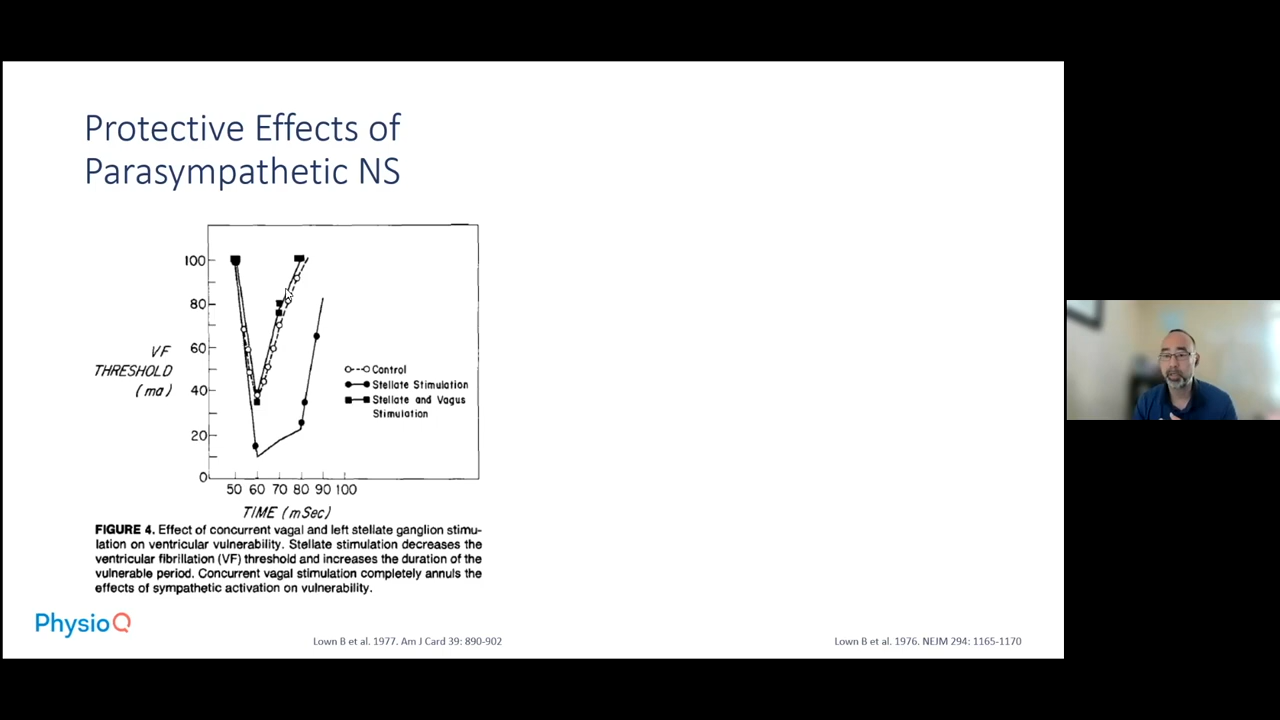 Protective Effects of
Parasympathetic NS
100
80
60
40
20
0
VF
THRESHOLD
(ma)
Control
Stellate Stimulation
Stellate and Vagus
Stimulation
50 60 70 80 90 100
TIME (mSec)
FIGURE 4. Effect of concurrent vagal and left stellate ganglion stimu-
lation on ventricular vulnerability. Stellate stimulation decreases the
ventricular fibrillation (VF) threshold and increases the duration of the
vulnerable period. Concurrent vagal stimulation completely annuls the
effects of sympathetic activation on vulnerability.
PhysioQ
Lown B et al. 1977. Am J Card 39: 890-902
Lown B et al. 1976. NEJM 294: 1165-1170